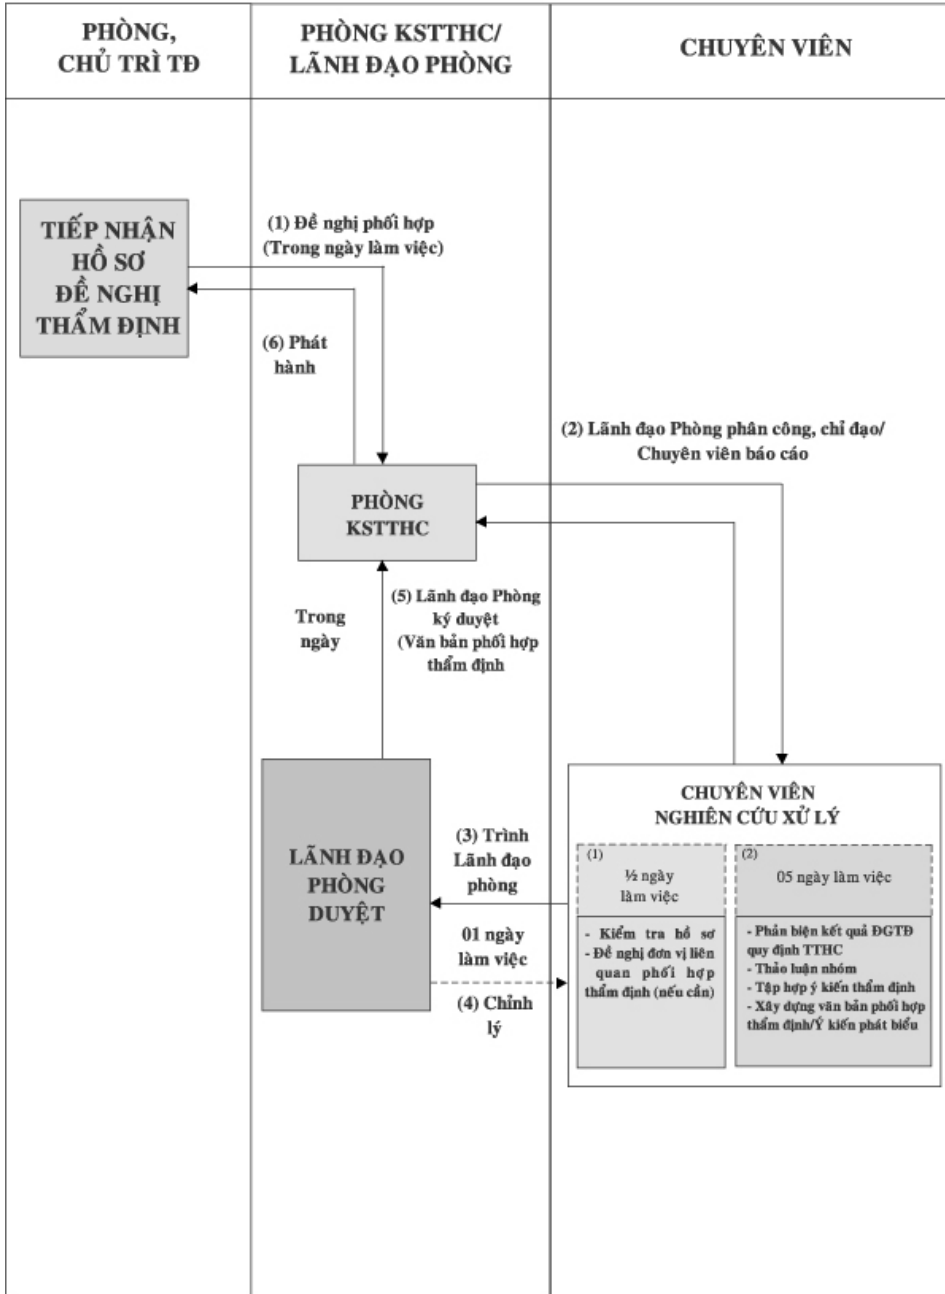 PHÒNG,
CHỦ TRÌ TĐ
PHÒNG KSTTHC/
LÃNH ĐẠO PHÒNG
CHUYÊN VIÊN
TIẾP NHẬN
HỒ SƠ
ĐỀ NGHỊ
THẨM ĐỊNH
(1) Đề nghị phối hợp
(Trong ngày làm việc)
(6) Phát
hành
(2) Lãnh đạo Phòng phân công, chỉ đạo/
Chuyên viên báo cáo
PHÒNG
KSTTHC
Trong
ngày
(5) Lãnh đạo Phòng
ký duyệt
(Văn bản phối hợp
thẩm định
LÃNH ĐẠO
PHÒNG
DUYỆT
(3) Trình
Lãnh đạo
phòng
01 ngày
làm việc
(4) Chỉnh
lý
CHUYÊN VIÊN
NGHIÊN CỨU XỬ LÝ
(1)
½ ngày
làm việc
- Kiểm tra hồ sơ
- Đề nghị đơn vị liên
quan phối hợp
thẩm định (nếu cần)
(2)
05 ngày làm việc
- Phản biện kết quả ĐGTĐ
quy định TTHC
- Thảo luận nhóm
- Tập hợp ý kiến thẩm định
- Xây dựng văn bản phối hợp
thẩm định/Ý kiến phát biểu